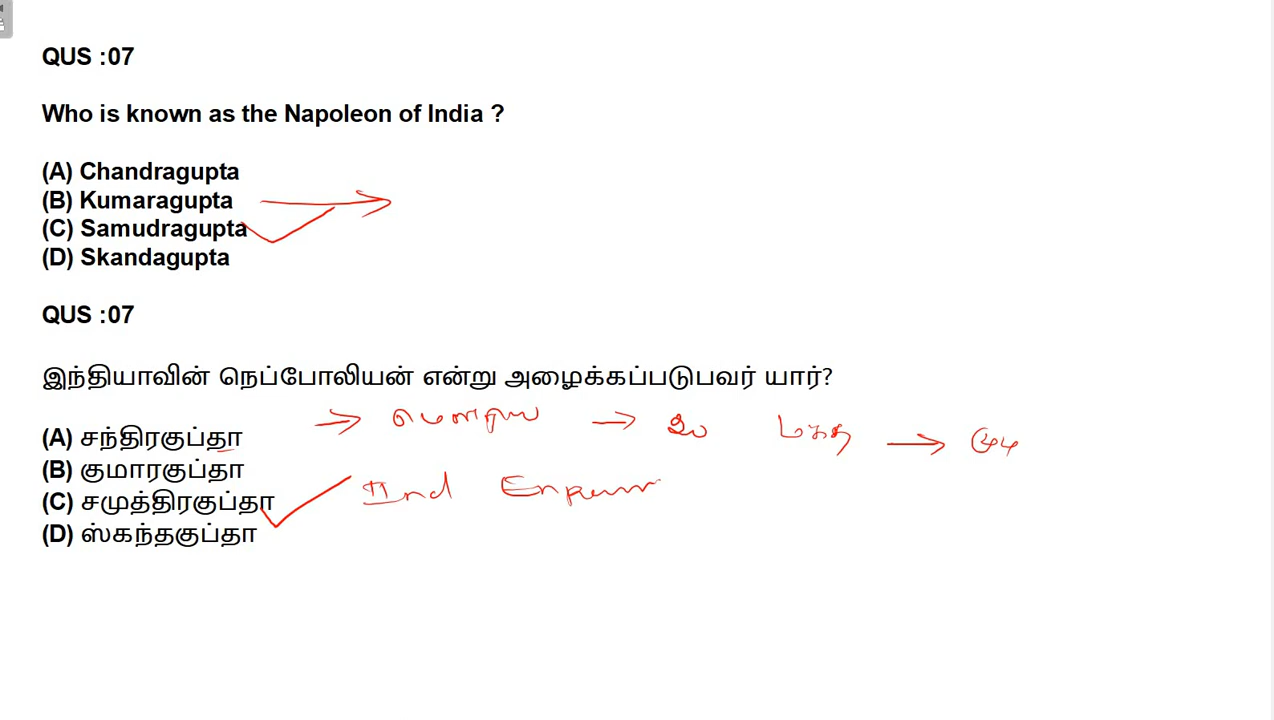 QUS :07
Who is known as the Napoleon of India ?
(A) Chandragupta
(B) Kumaragupta
(C) Samudragupta
(D) Skandagupta
QUS :07
இந்தியாவின் நெப்போலியன் என்று அழைக்கப்படுபவர் யார்?
(A) சந்திரகுப்தா
(B) குமாரகுப்தா
(C) சமுத்திரகுப்தா
IInd
(D) ஸ்கந்தகுப்தா